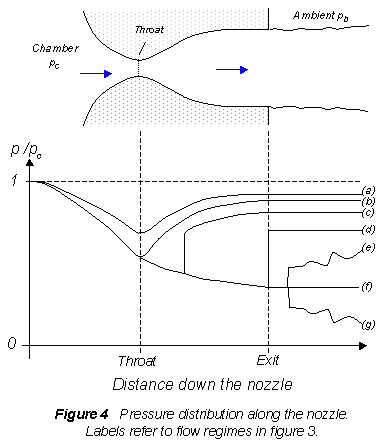 Ambient p_b
Throat
Chamber
p_c
p/p_c
1
(a)
(b)
(c)
(d)
(e)
(f)
(g)
0
Throat
Exit
Distance down the nozzle
Figure 4 Pressure distribution along the nozzle.
Labels refer to flow regimes in figure 3.